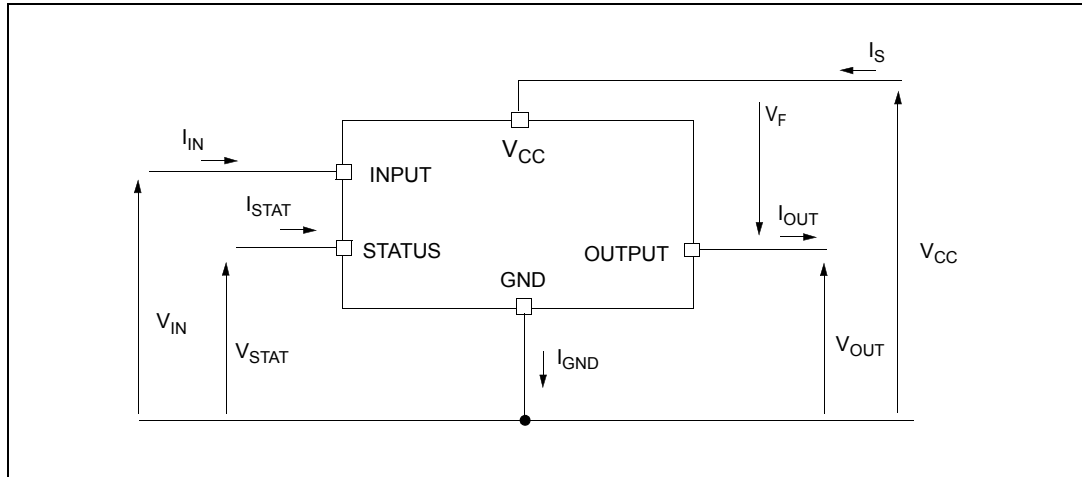 I_S
V_F
V_CC
I_IN
INPUT
I_STAT
I_OUT
STATUS
OUTPUT
V_CC
GND
V_IN
V_STAT
I_GND
V_OUT